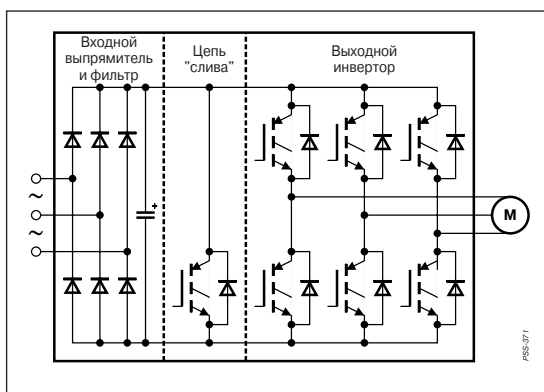 Входной
выпрямитель
и фильтр
Цепь
"слива"
Выходной
инвертор
~
~
+
M
PSS-371